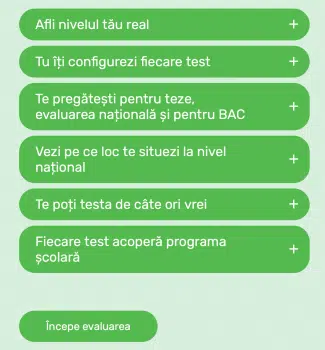 Afli nivelul tău real +
Tu îți configurezi fiecare test +
Te pregătești pentru teze,
evaluarea națională și pentru BAC +
Vezi pe ce loc te situezi la nivel
național +
Te poți testa de câte ori vrei +
Fiecare test acoperă programa
școlară +
Începe evaluarea